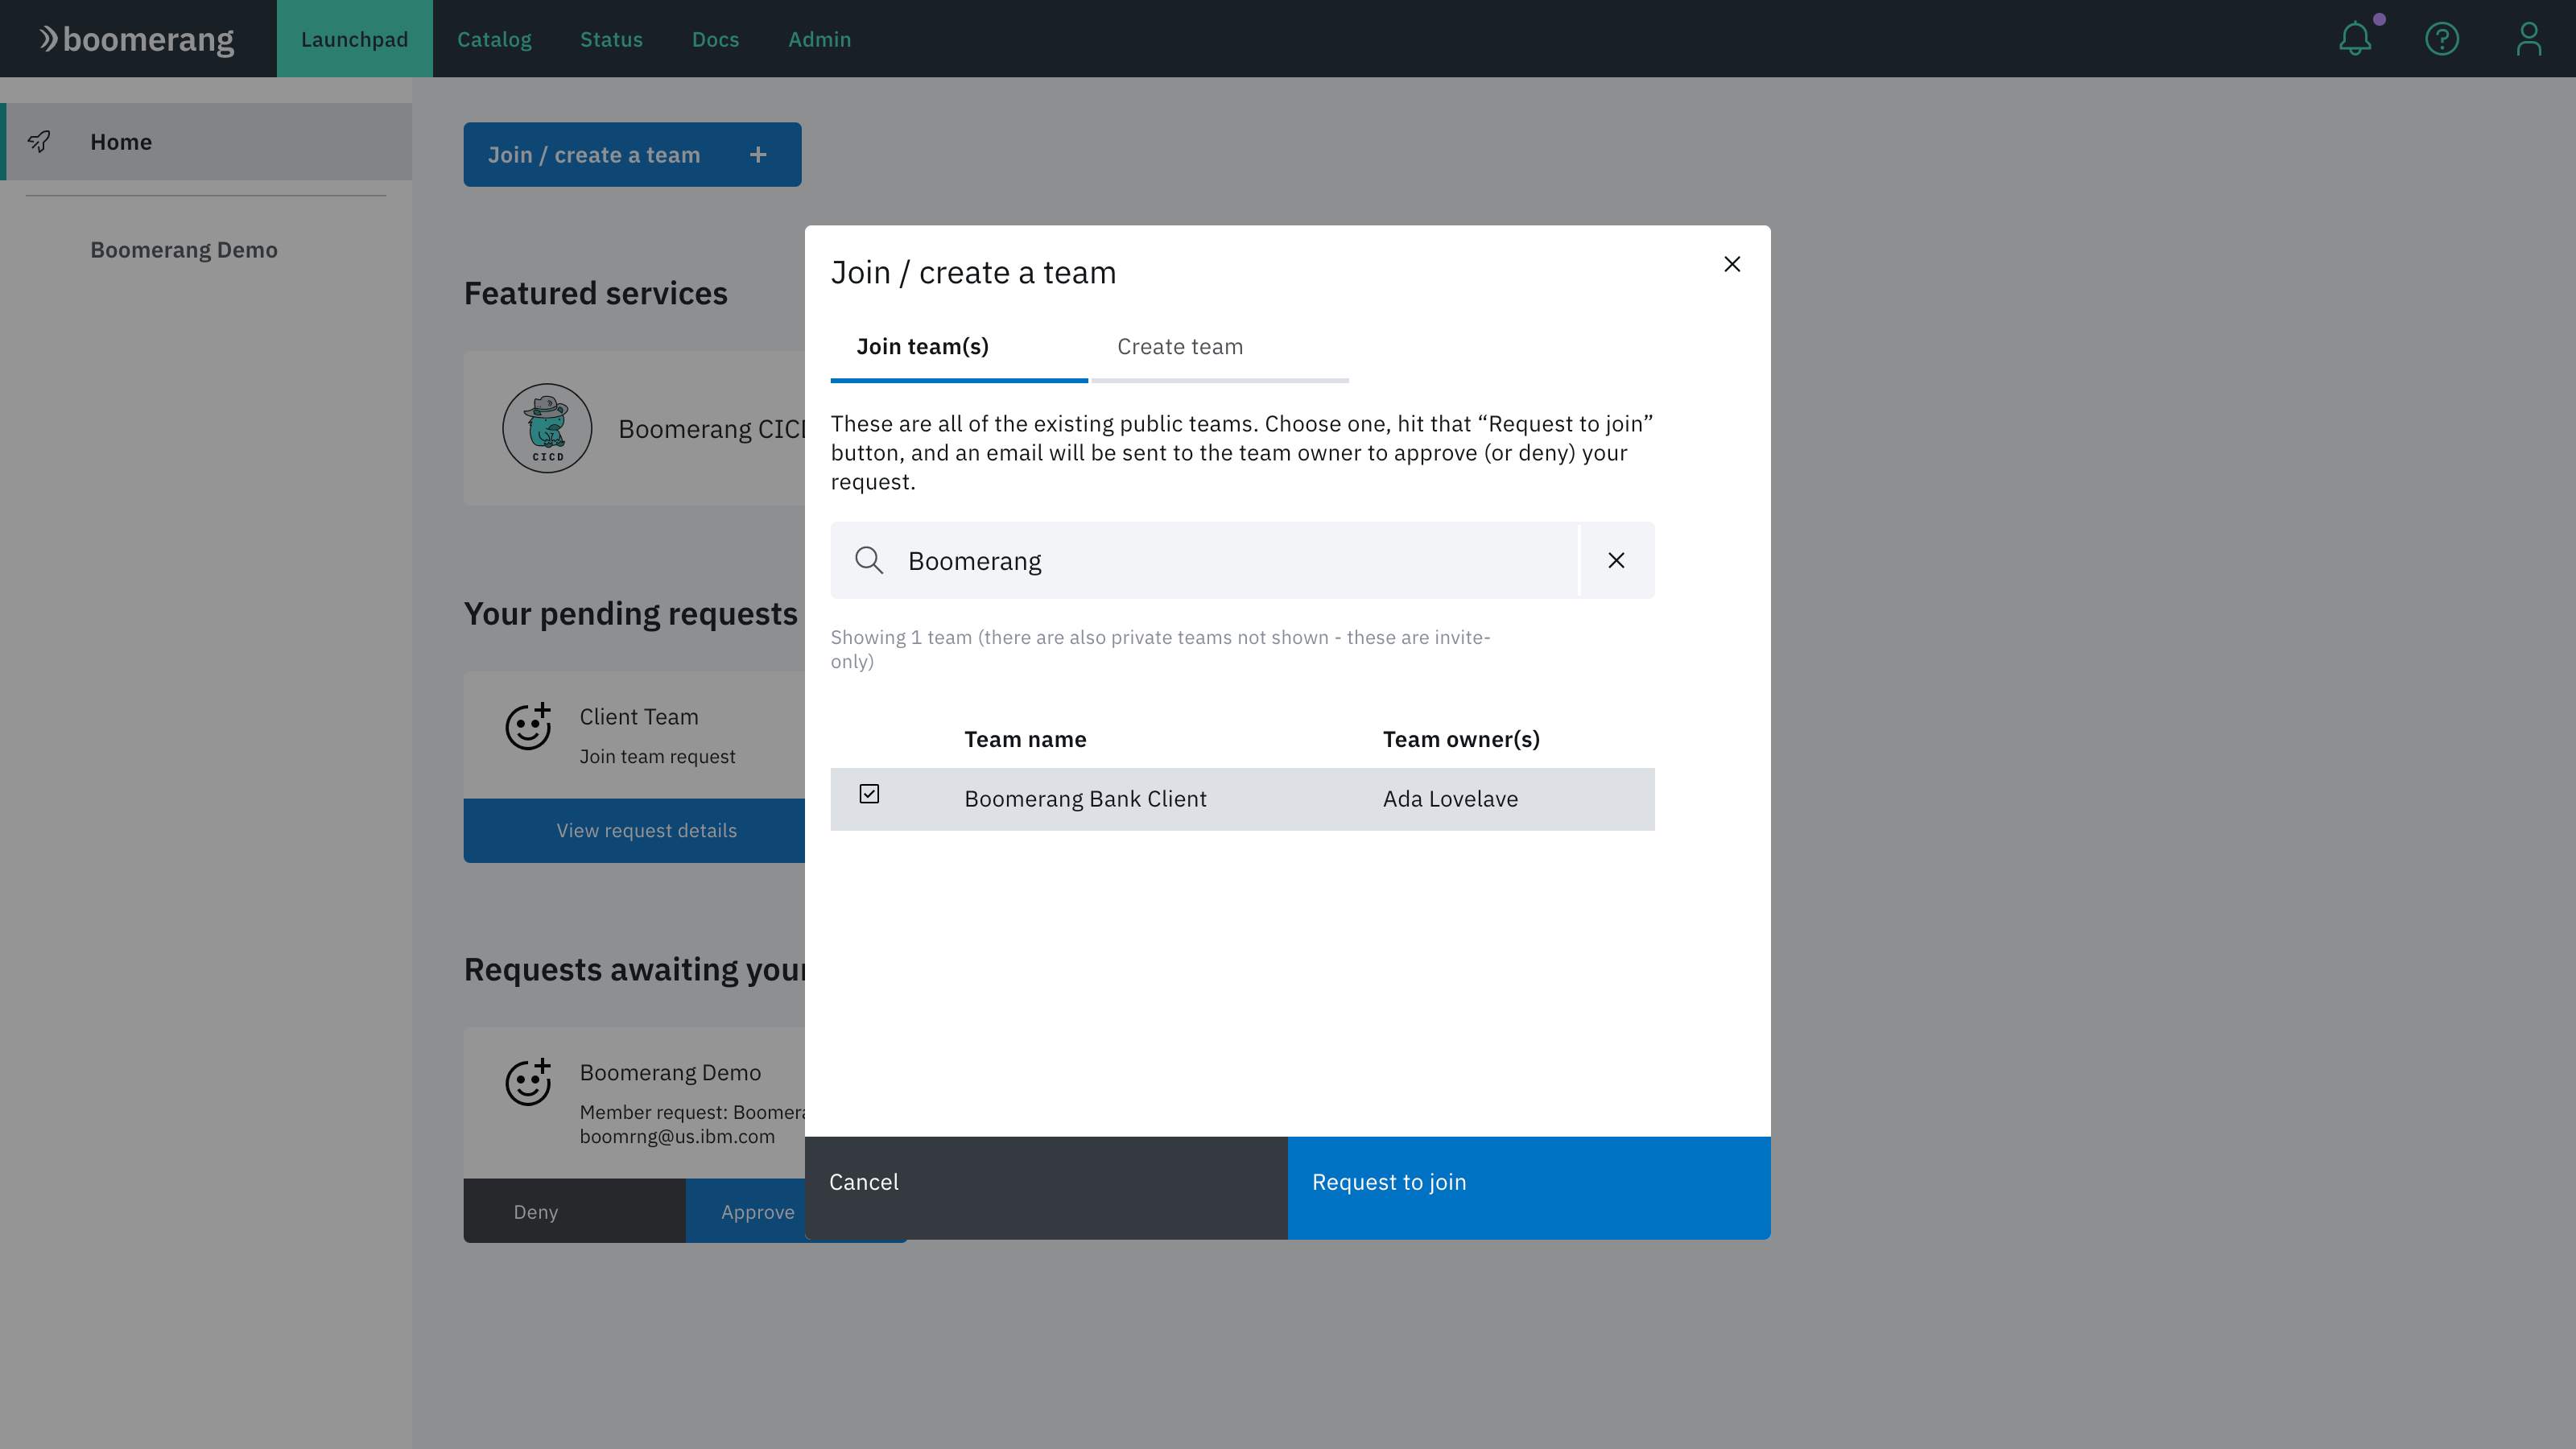 boomerang
Launchpad
Catalog
Status
Docs
Admin
Home
Boomerang Demo
Join / create a team
Featured services
CICD
Boomerang
Your pending requests
Client Team
Join team request
View request details
Requests awaiting
Boomerang Demo
Member request:
boomrng@us.ibm.com
Deny
Approve
Join / create a team
Join team(s)
Create team
These are all of the existing public teams. Choose one, hit that “Request to join”
button, and an email will be sent to the team owner to approve (or deny) your
request.
Boomerang
Showing 1 team (there are also private teams not shown - these are invite-
only)
Team name
Team owner(s)
Boomerang Bank Client
Ada Lovelave
Cancel
Request to join